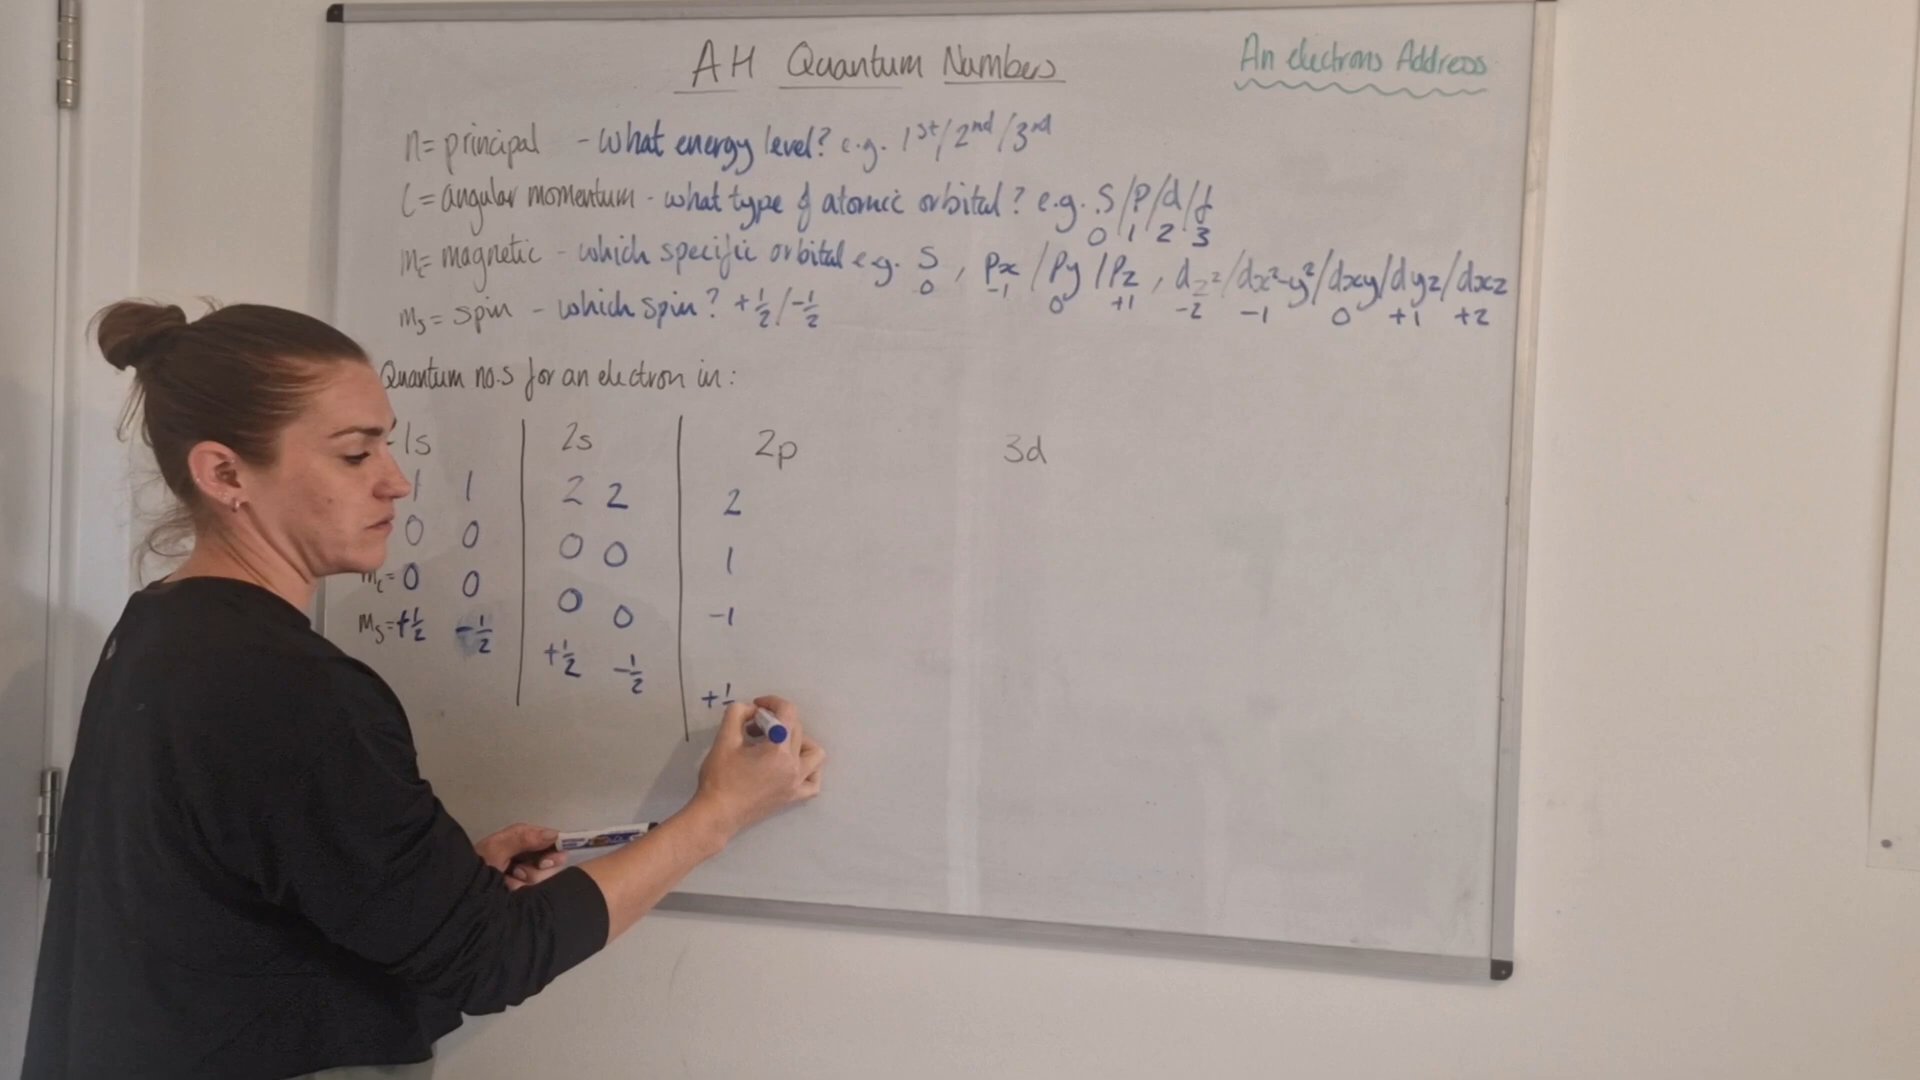 AH Quantum Numbers
An electrons Address
n= principal - What energy level? e.g. 1st/2nd/3rd
l= angular momentum - what type of atomic orbital? e.g. S/P/d/f
0 1 2 3
ml= magnetic - which specific orbital e.g. S, Px/Py/Pz, dz²/dx²-y²/dxy/dyz/dxz
0 -1 0 +1 -2 -1 0 +1 +2
ms= spin - which spin? +1/2/-1/2
Quantum no.s for an electron in:
1s 2s 2p 3d
1 1 2 2 2
0 0 0 0 1
ml= 0 0 0 0 -1
ms= +1/2 -1/2 +1/2 -1/2 +1